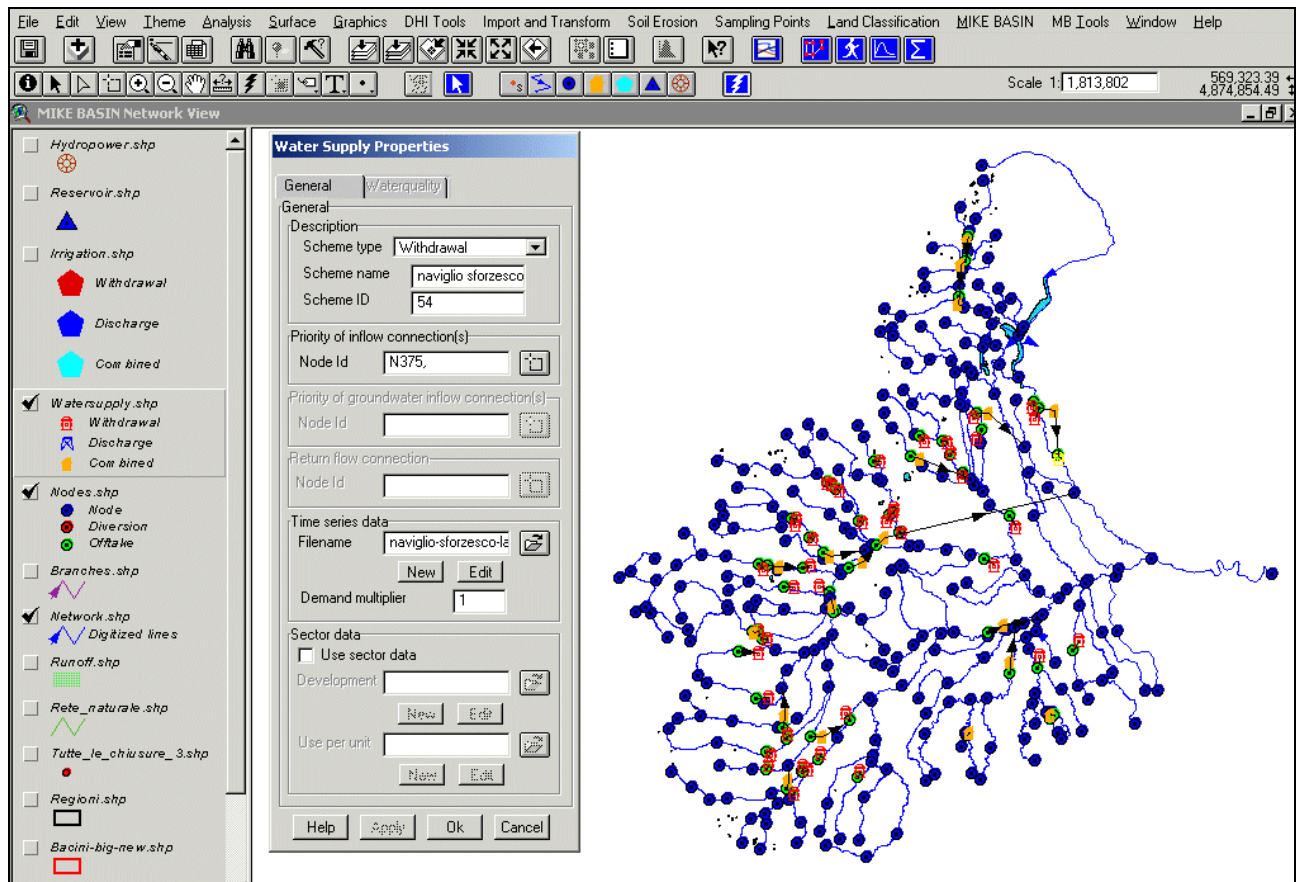 File Edit View Theme Analysis Surface Graphics DHI Tools Import and Transform Soil Erosion Sampling Points Land Classification MIKE BASIN MB Tools Window Help
Scale 1: 1,813,802
569,323.39
4,874,854.49
MIKE BASIN Network View
Hydropower.shp
Reservoir.shp
Irrigation.shp
Withdrawal
Discharge
Combined
Watersupply.shp
Withdrawal
Discharge
Combined
Nodes.shp
Node
Diversion
Offtake
Branches.shp
Network.shp
Digitized lines
Runoff.shp
Rete_naturale.shp
Tutte_le_chiusure_3.shp
Regioni.shp
Bacini-big-new.shp
Water Supply Properties
General Waterquality
General
Description
Scheme type Withdrawal
Scheme name naviglio sforzesco
Scheme ID 54
Priority of inflow connection(s)
Node Id N375,
Priority of groundwater inflow connection(s)
Node Id
Return flow connection
Node Id
Time series data
Filename naviglio-sforzesco-la
New Edit
Demand multiplier 1
Sector data
Use sector data
Development
New Edit
Use per unit
New Edit
Help Apply Ok Cancel